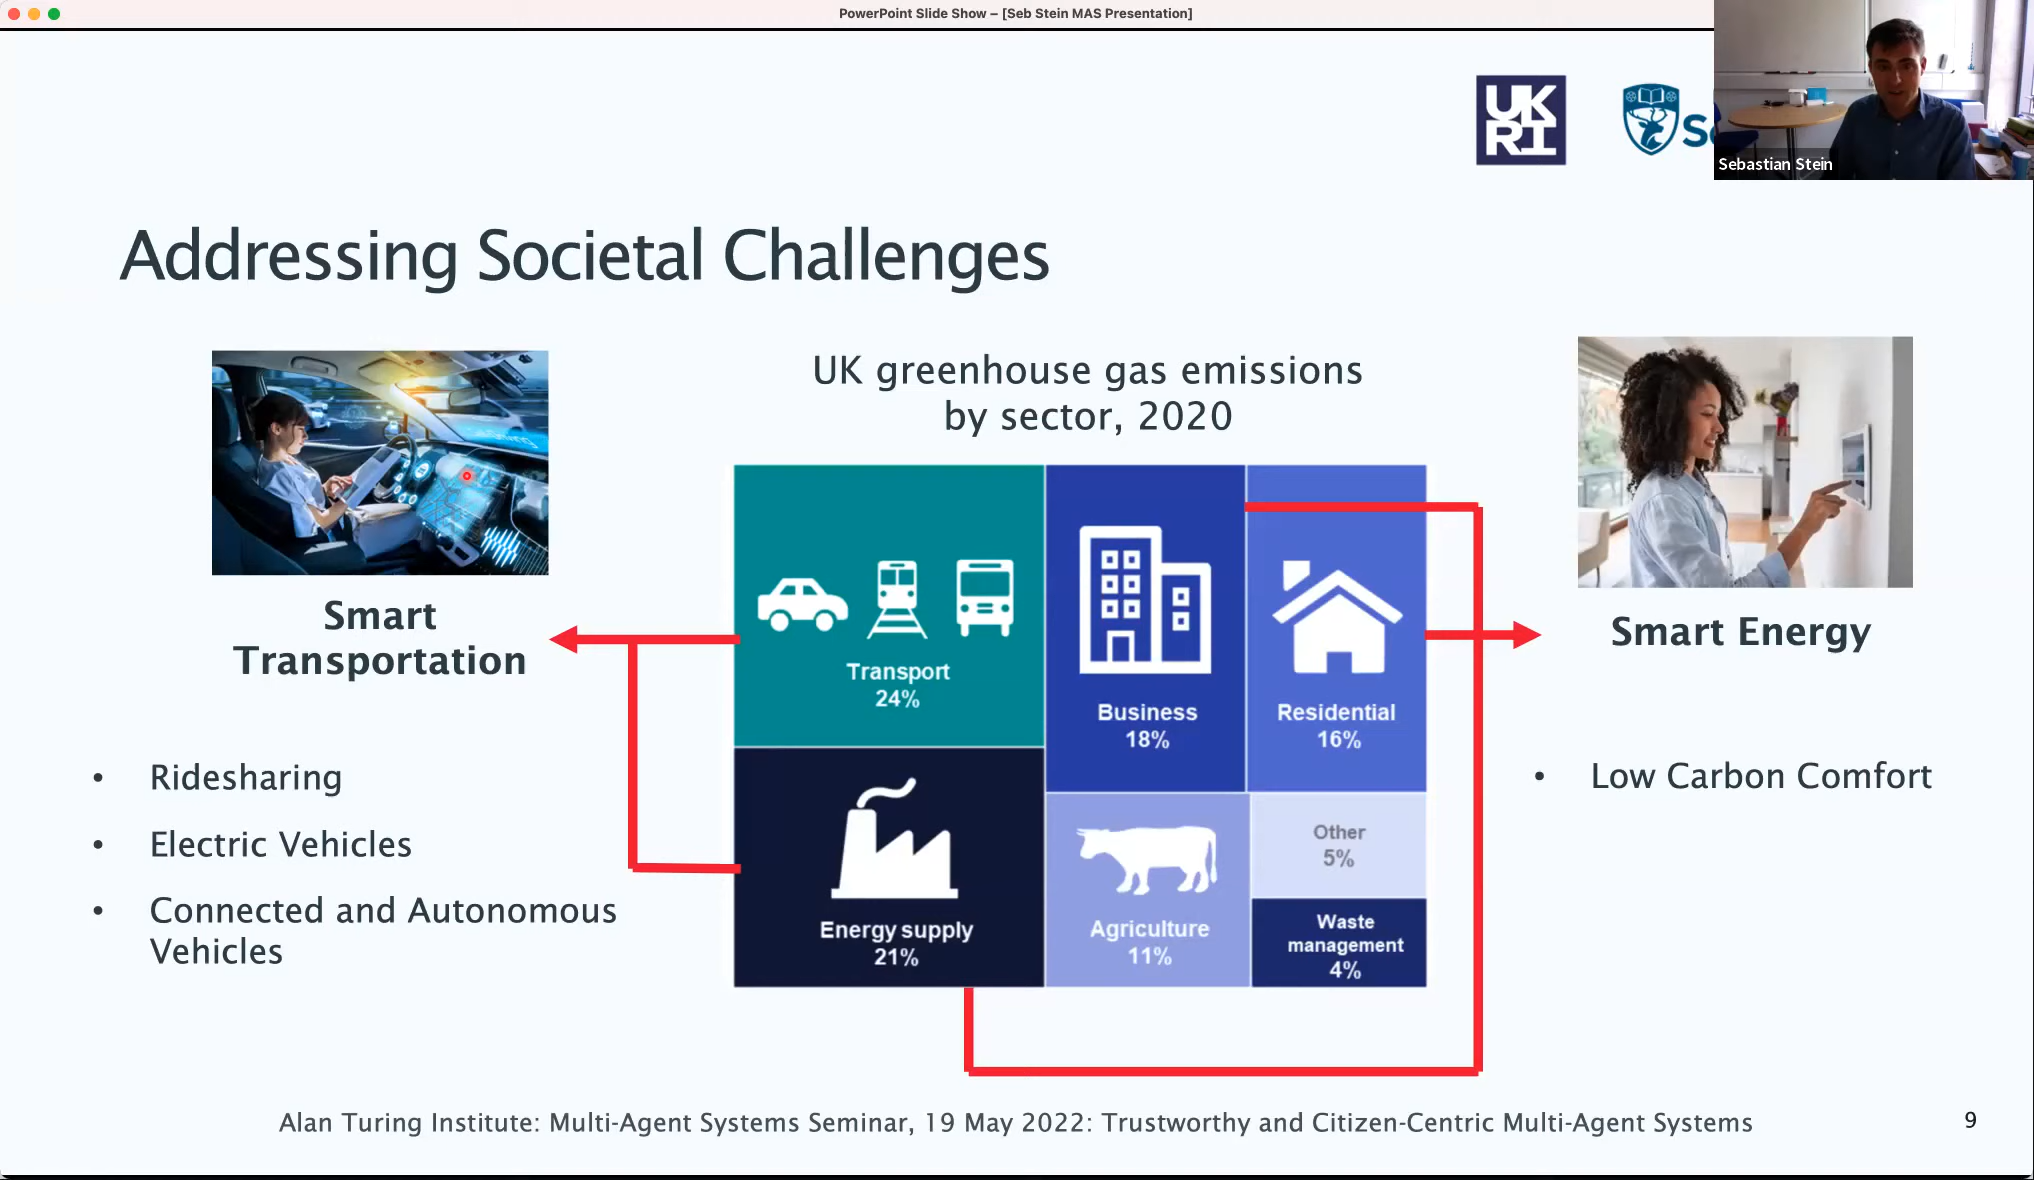 PowerPoint Slide Show – [Seb Stein MAS Presentation]
UK
RI
Sebastian Stein
Addressing Societal Challenges
UK greenhouse gas emissions
by sector, 2020
Smart
Transportation
• Ridesharing
• Electric Vehicles
• Connected and Autonomous
Vehicles
Transport
24%
Business
18%
Residential
16%
Energy supply
21%
Agriculture
11%
Other
5%
Waste
management
4%
Smart Energy
• Low Carbon Comfort
Alan Turing Institute: Multi-Agent Systems Seminar, 19 May 2022: Trustworthy and Citizen-Centric Multi-Agent Systems
9